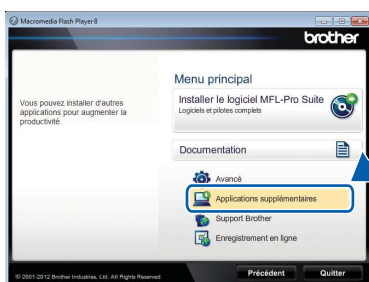 Macromedia Flash Player 8
brother
Menu principal
Installer le logiciel MFL-Pro Suite
Logiciels et pilotes complets
Vous pouvez installer d'autres
applications pour augmenter la
productivité.
Documentation
Avancé
Applications supplémentaires
Support Brother
Enregistrement en ligne
© 2001-2012 Brother Industries, Ltd. All Rights Reserved.
Précédent
Quitter